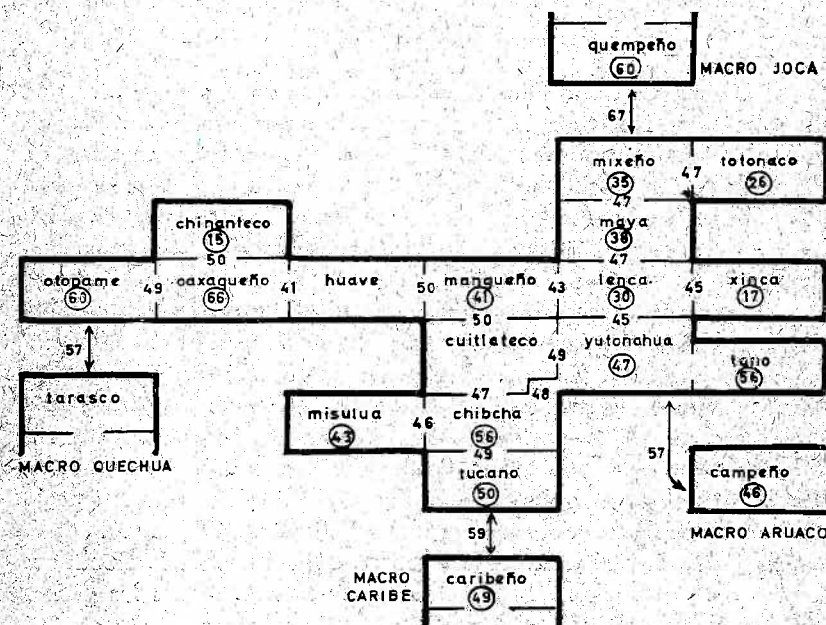 quempeño
60
MACRO JOCA
67
mixeño
35
47
totonaco
26
47
maya
38
47
chinanteco
15
50
otopame
60
49
oaxaqueño
66
41
huave
50
mangueño
41
43
lenca
30
45
xinca
17
50
45
cuitlateco
49
yutonahua
47
tano
56
57
tarasco
MACRO QUECHUA
47
48
misulua
43
46
chibcha
56
49
tucano
50
57
campeño
46
MACRO ARUACO
59
MACRO
CARIBE
caribeño
49